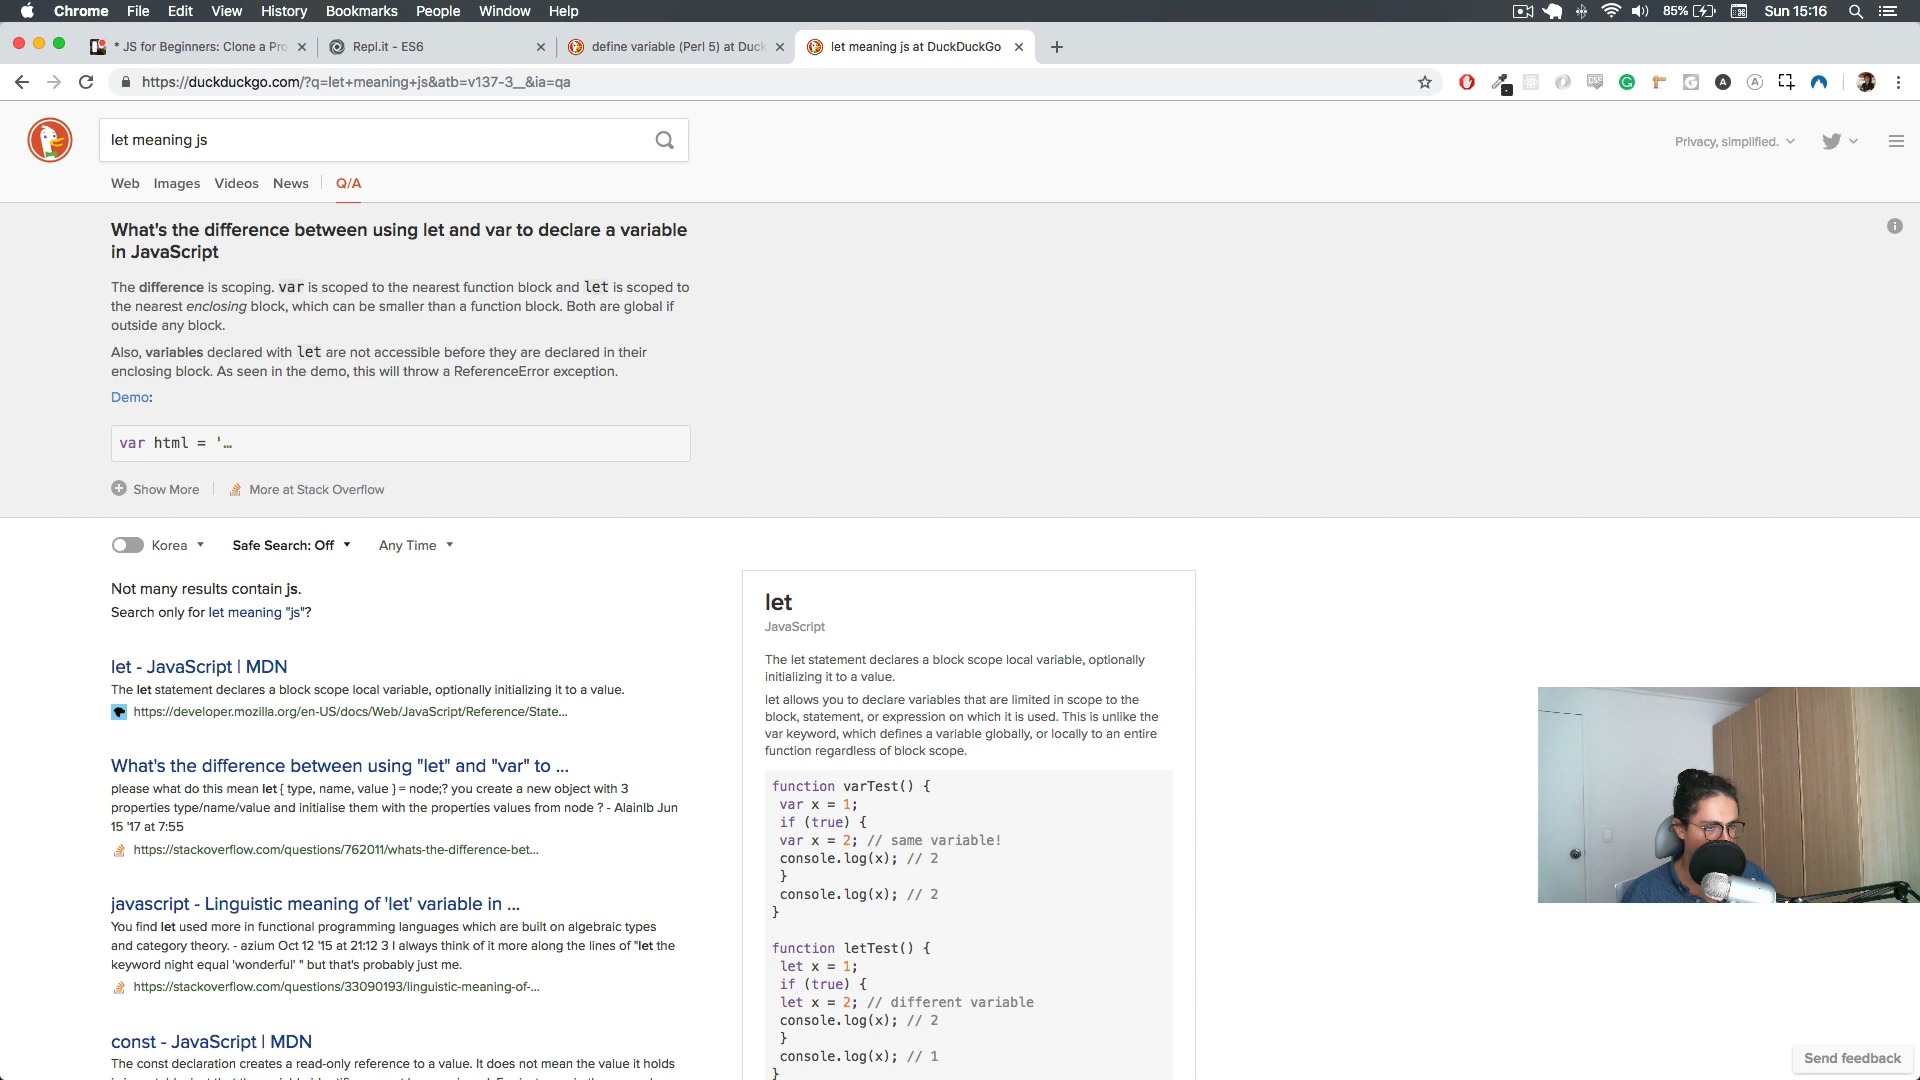 Chrome File Edit View History Bookmarks People Window Help
85% Sun 15:16
* JS for Beginners: Clone a Pro
Repl.it - ES6
define variable (Perl 5) at Duck
let meaning js at DuckDuckGo
https://duckduckgo.com/?q=let+meaning+js&atb=v137-3__&ia=qa
let meaning js
Privacy, simplified.
Web Images Videos News Q/A
What's the difference between using let and var to declare a variable
in JavaScript
The difference is scoping. var is scoped to the nearest function block and let is scoped to
the nearest enclosing block, which can be smaller than a function block. Both are global if
outside any block.
Also, variables declared with let are not accessible before they are declared in their
enclosing block. As seen in the demo, this will throw a ReferenceError exception.
Demo:
var html = '…
Show More
More at Stack Overflow
Korea
Safe Search: Off
Any Time
Not many results contain js.
Search only for let meaning "js"?
let - JavaScript | MDN
The let statement declares a block scope local variable, optionally initializing it to a value.
https://developer.mozilla.org/en-US/docs/Web/JavaScript/Reference/State...
What's the difference between using "let" and "var" to ...
please what do this mean let { type, name, value } = node;? you create a new object with 3
properties type/name/value and initialise them with the properties values from node ? - Alainlb Jun
15 '17 at 7:55
https://stackoverflow.com/questions/762011/whats-the-difference-bet...
javascript - Linguistic meaning of 'let' variable in ...
You find let used more in functional programming languages which are built on algebraic types
and category theory. - azium Oct 12 '15 at 21:12 3 I always think of it more along the lines of "let the
keyword night equal 'wonderful' " but that's probably just me.
https://stackoverflow.com/questions/33090193/linguistic-meaning-of-...
const - JavaScript | MDN
The const declaration creates a read-only reference to a value. It does not mean the value it holds
let
JavaScript
The let statement declares a block scope local variable, optionally
initializing it to a value.
let allows you to declare variables that are limited in scope to the
block, statement, or expression on which it is used. This is unlike the
var keyword, which defines a variable globally, or locally to an entire
function regardless of block scope.
function varTest() {
var x = 1;
if (true) {
var x = 2; // same variable!
console.log(x); // 2
}
console.log(x); // 2
}
function letTest() {
let x = 1;
if (true) {
let x = 2; // different variable
console.log(x); // 2
}
console.log(x); // 1
}
Send feedback